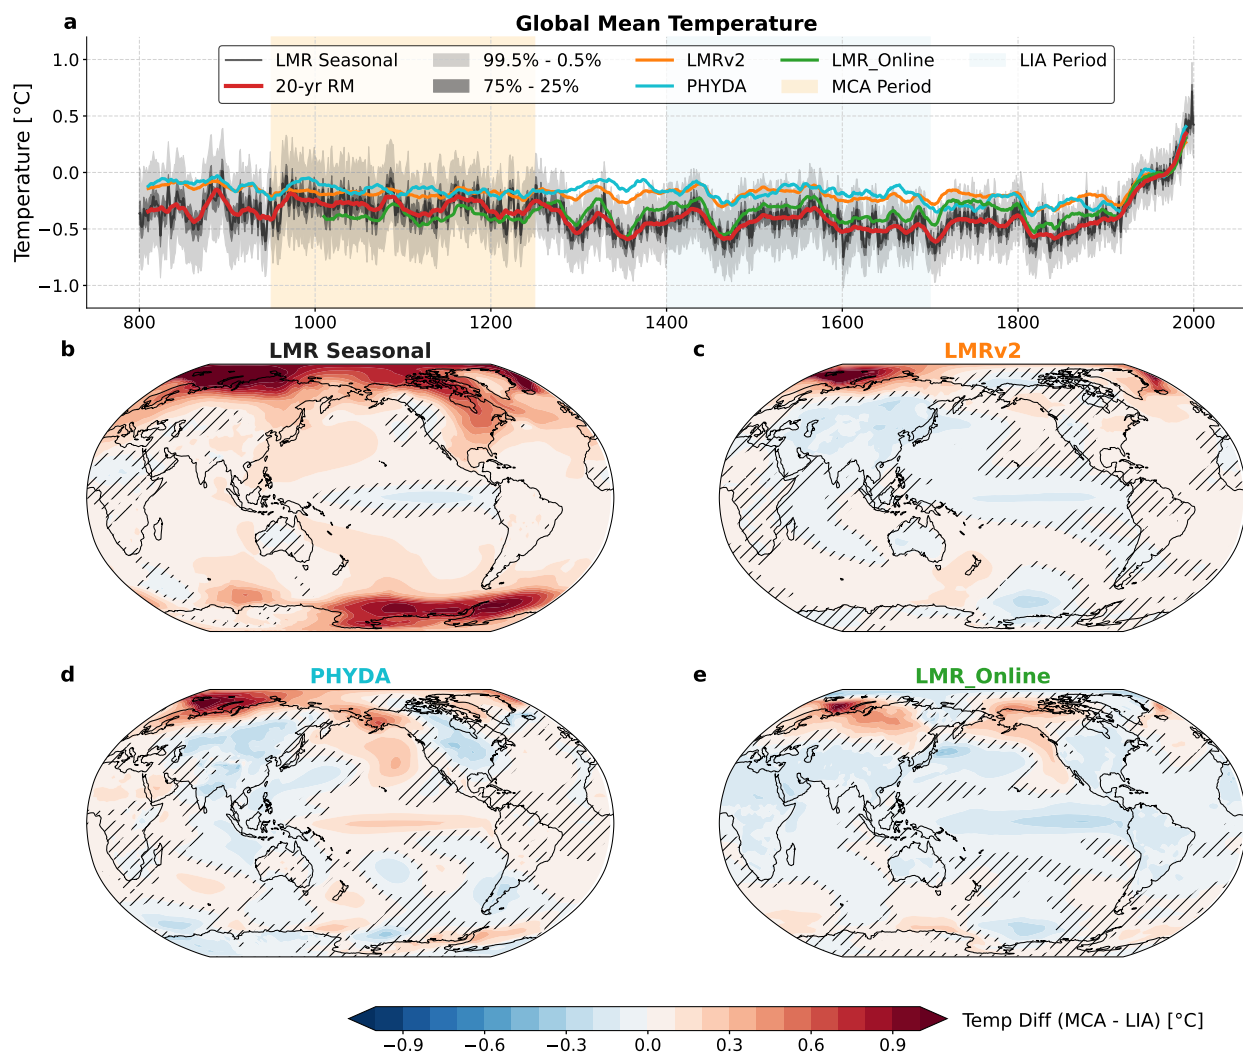 a
Global Mean Temperature
LMR Seasonal
20-yr RM
99.5% - 0.5%
75% - 25%
LMRv2
PHYDA
LMR_Online
MCA Period
LIA Period
Temperature [°C]
1.0
0.5
0.0
−0.5
−1.0
800 1000 1200 1400 1600 1800 2000
b
LMR Seasonal
c
LMRv2
d
PHYDA
e
LMR_Online
−0.9 −0.6 −0.3 0.0 0.3 0.6 0.9
Temp Diff (MCA - LIA) [°C]